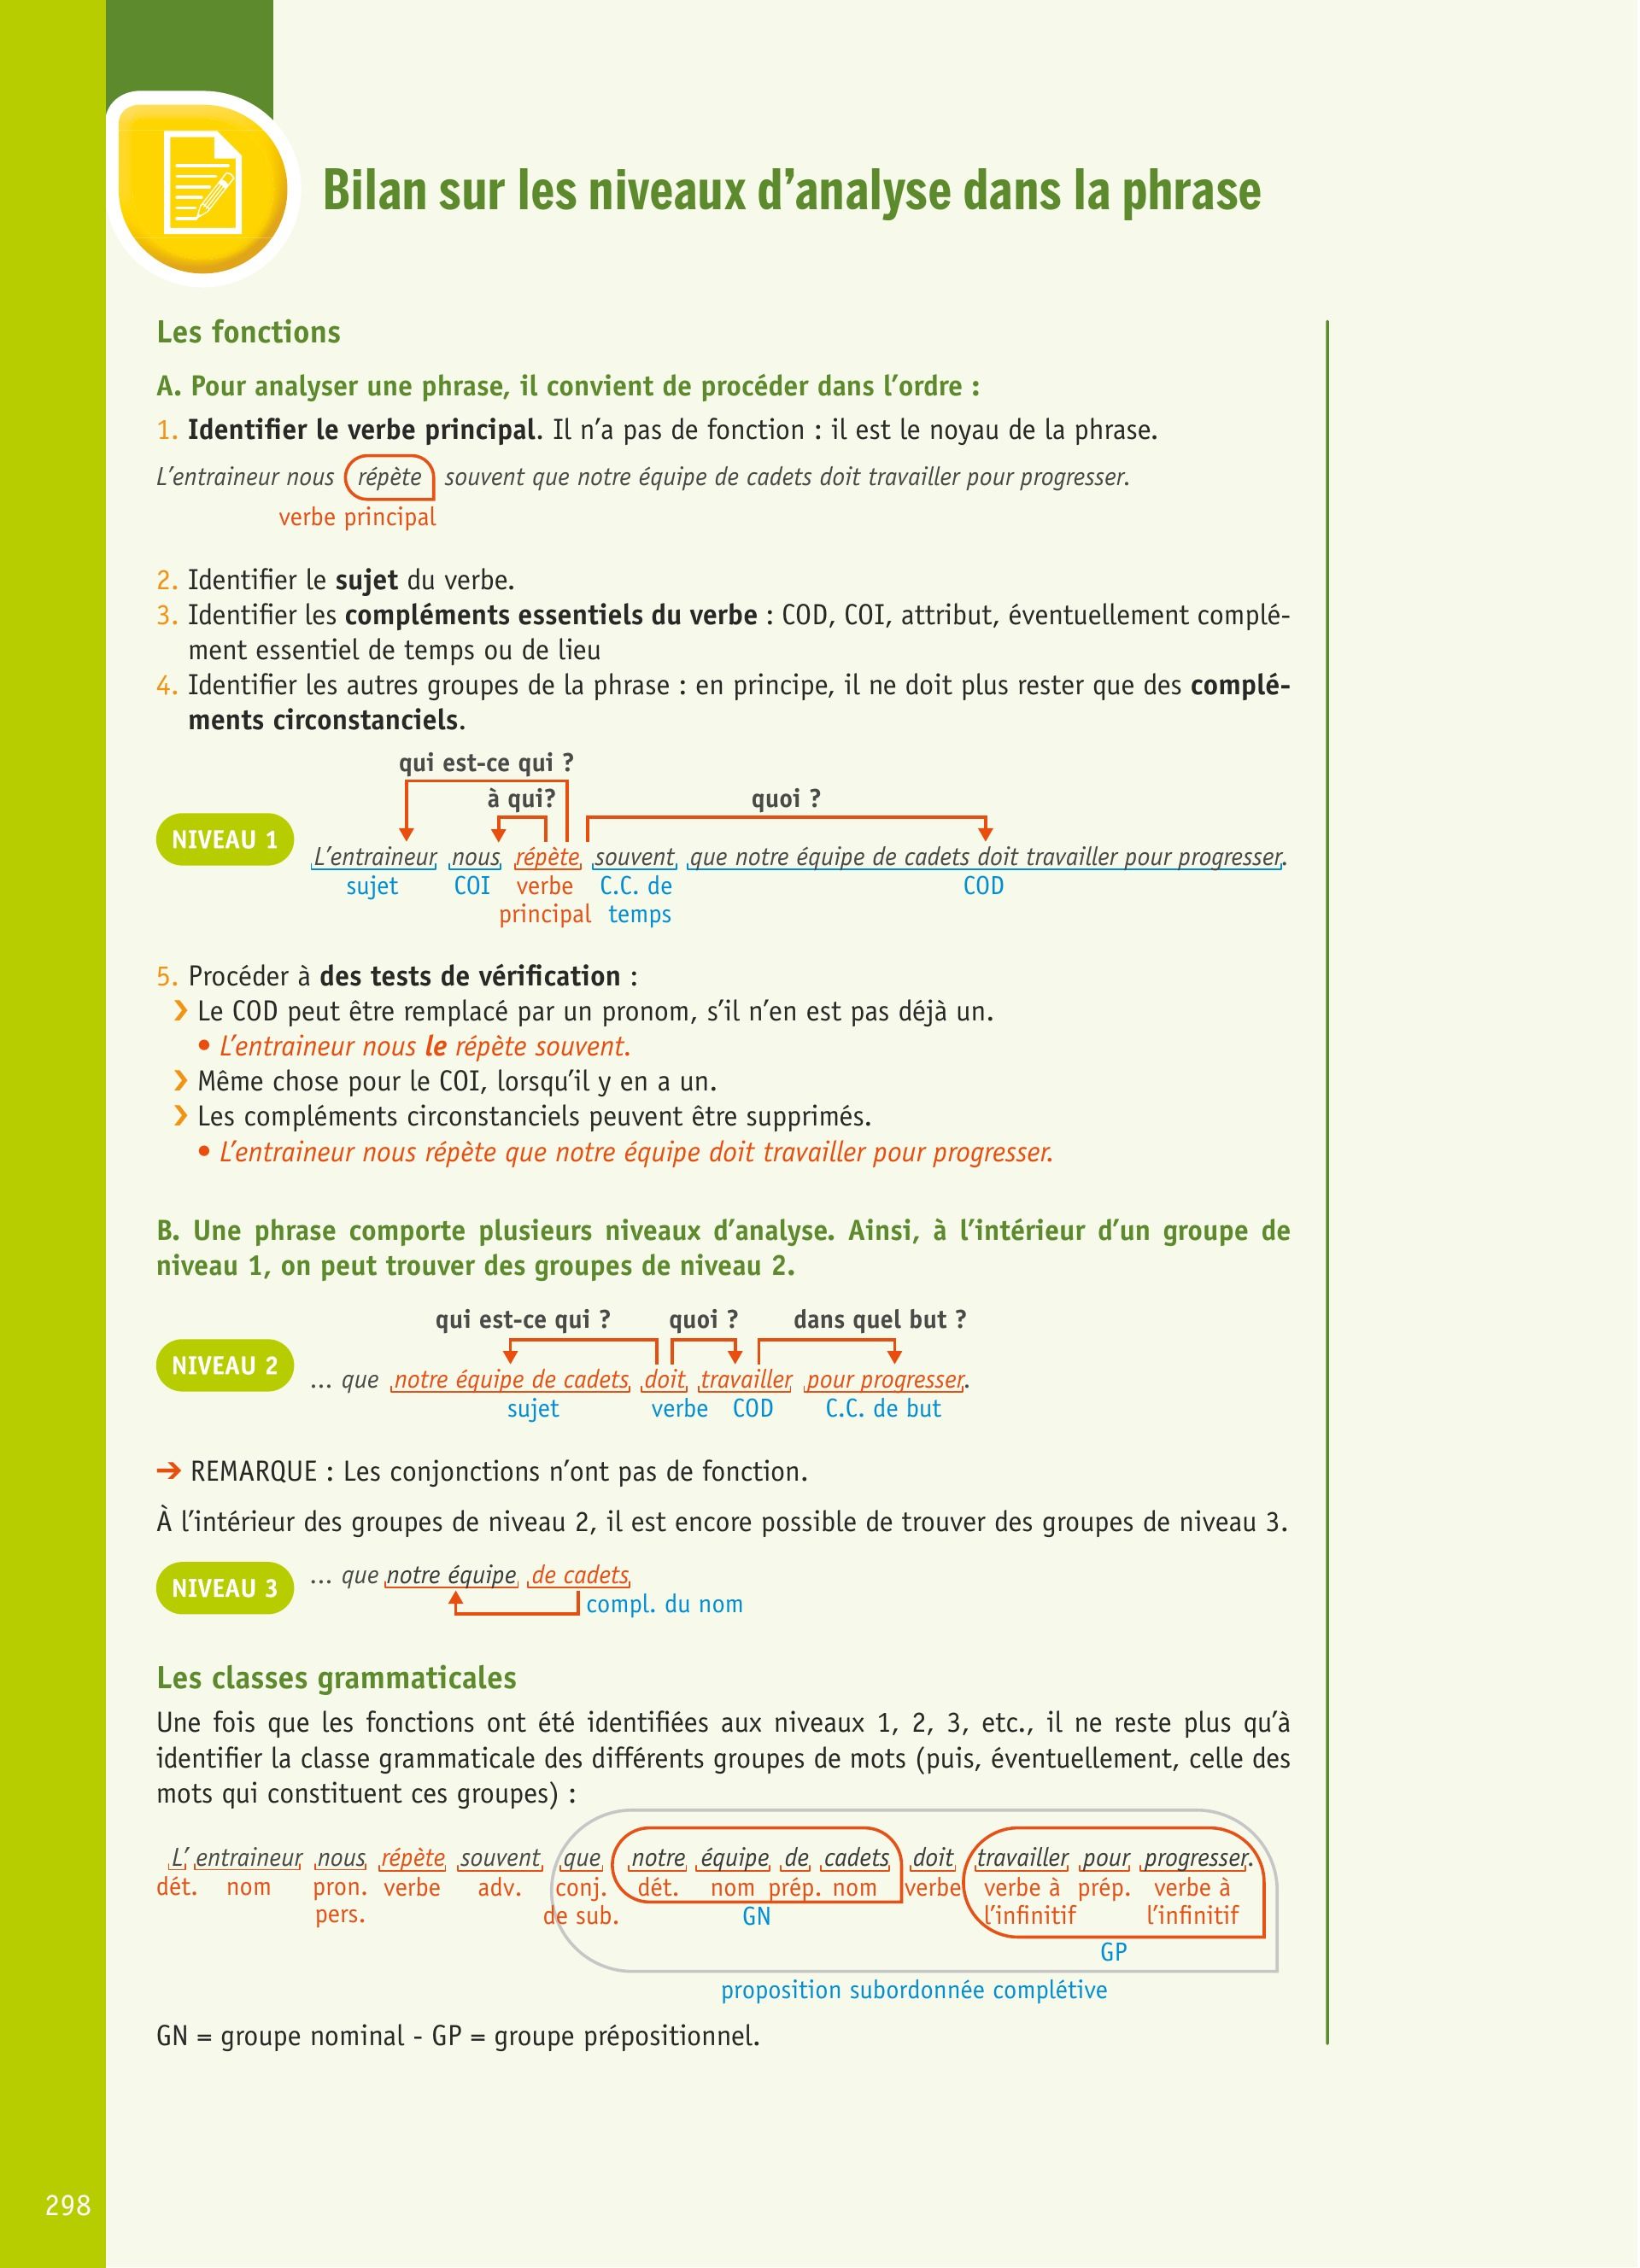 Bilan sur les niveaux d’analyse dans la phrase
Les fonctions
A. Pour analyser une phrase, il convient de procéder dans l’ordre :
1. Identifier le verbe principal. Il n’a pas de fonction : il est le noyau de la phrase.
L’entraineur nous répète souvent que notre équipe de cadets doit travailler pour progresser.
verbe principal
2. Identifier le sujet du verbe.
3. Identifier les compléments essentiels du verbe : COD, COI, attribut, éventuellement complé-
ment essentiel de temps ou de lieu
4. Identifier les autres groupes de la phrase : en principe, il ne doit plus rester que des complé-
ments circonstanciels.
qui est-ce qui ?
à qui? quoi ?
NIVEAU 1
L’entraineur nous répète souvent que notre équipe de cadets doit travailler pour progresser.
sujet COI verbe C.C. de COD
principal temps
5. Procéder à des tests de vérification :
❯ Le COD peut être remplacé par un pronom, s’il n’en est pas déjà un.
• L’entraineur nous le répète souvent.
❯ Même chose pour le COI, lorsqu’il y en a un.
❯ Les compléments circonstanciels peuvent être supprimés.
• L’entraineur nous répète que notre équipe doit travailler pour progresser.
B. Une phrase comporte plusieurs niveaux d’analyse. Ainsi, à l’intérieur d’un groupe de
niveau 1, on peut trouver des groupes de niveau 2.
qui est-ce qui ? quoi ? dans quel but ?
NIVEAU 2
... que notre équipe de cadets doit travailler pour progresser.
sujet verbe COD C.C. de but
➔ REMARQUE : Les conjonctions n’ont pas de fonction.
À l’intérieur des groupes de niveau 2, il est encore possible de trouver des groupes de niveau 3.
NIVEAU 3
... que notre équipe de cadets
compl. du nom
Les classes grammaticales
Une fois que les fonctions ont été identifiées aux niveaux 1, 2, 3, etc., il ne reste plus qu’à
identifier la classe grammaticale des différents groupes de mots (puis, éventuellement, celle des
mots qui constituent ces groupes) :
L’ entraineur nous répète souvent que notre équipe de cadets doit travailler pour progresser.
dét. nom pron. verbe adv. conj. dét. nom prép. nom verbe verbe à prép. verbe à
pers. de sub. GN l’infinitif l’infinitif
GP
proposition subordonnée complétive
GN = groupe nominal - GP = groupe prépositionnel.
298